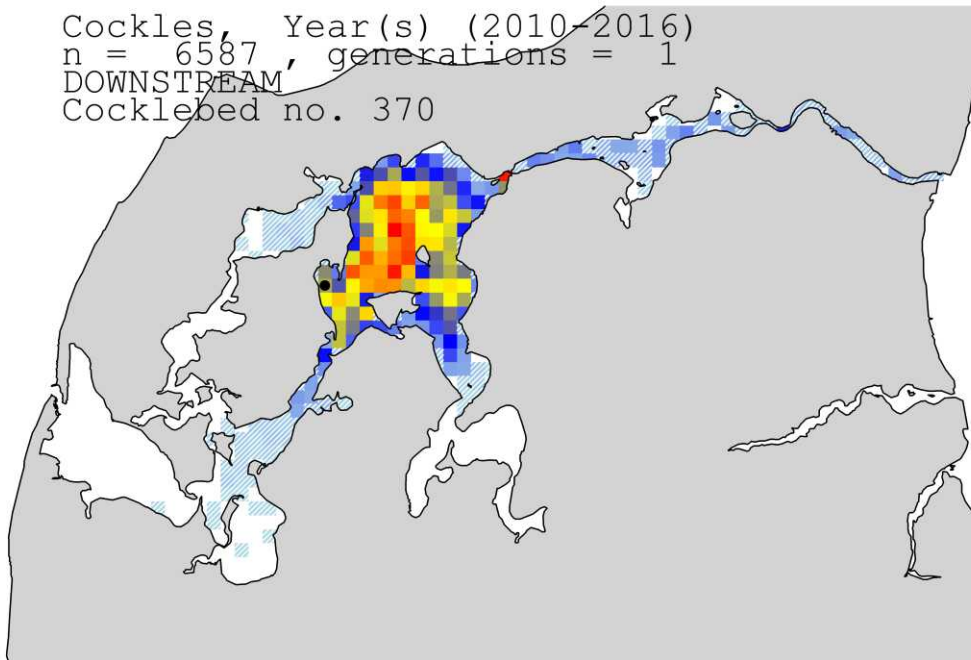 Cockles, Year(s) (2010-2016)
n = 6587 , generations = 1
DOWNSTREAM
Cocklebed no. 370